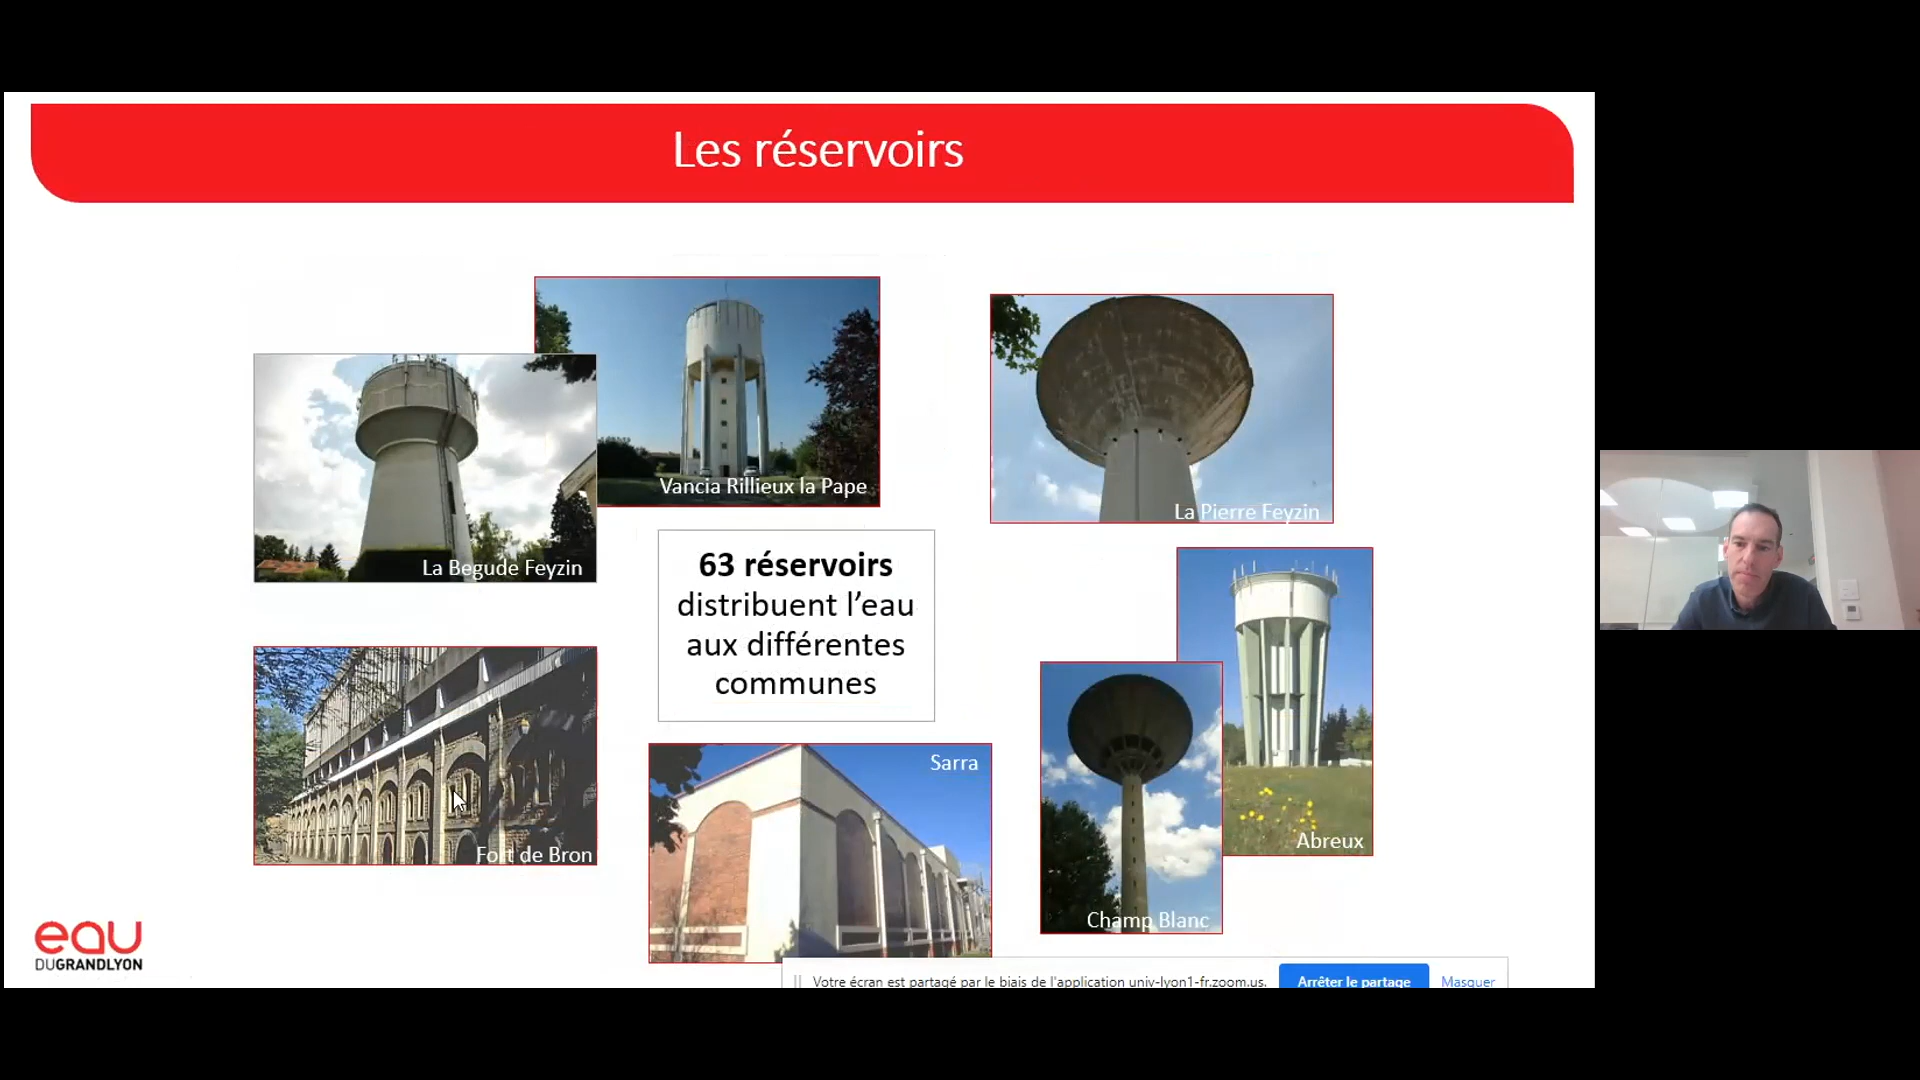 Les réservoirs
Vancia Rillieux la Pape
La Pierre Feyzin
La Begude Feyzin
63 réservoirs
distribuent l’eau
aux différentes
communes
Fort de Bron
Sarra
Abreux
Champ Blanc
eau
DUGRANDLYON
Votre écran est partagé par le biais de l'application univ-lyon1-fr.zoom.us.
Arrêter le partage
Masquer